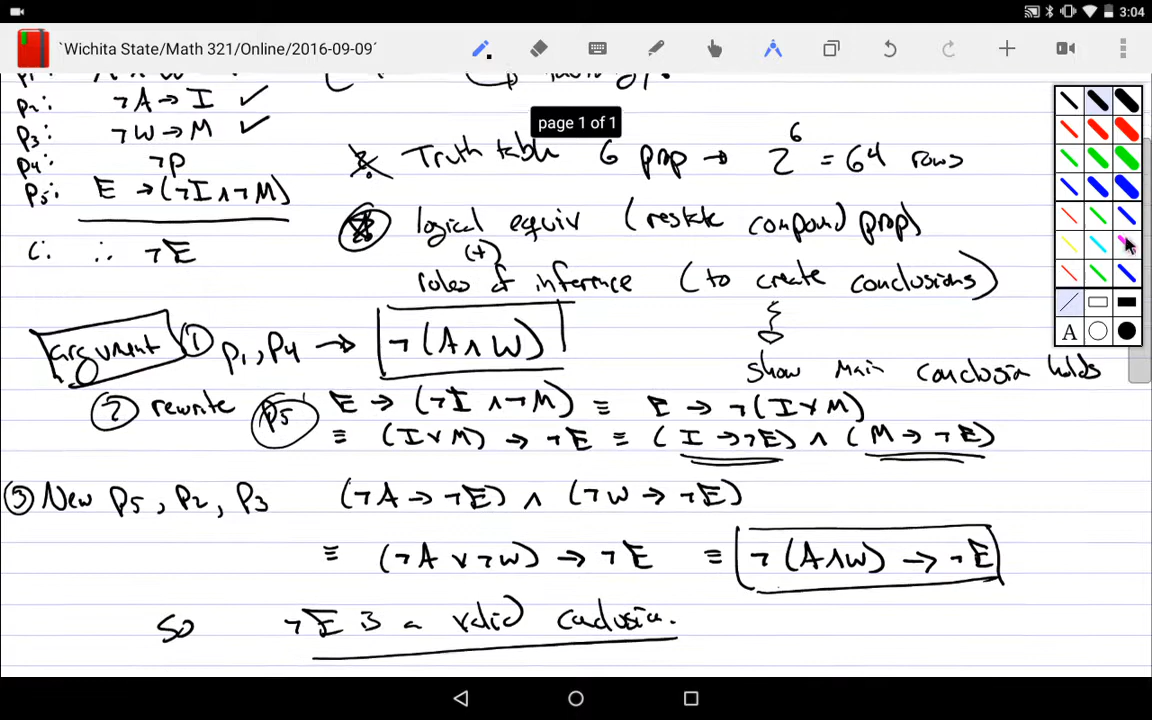 3:04
`Wichita State/Math 321/Online/2016-09-09´
page 1 of 1
P2: ¬A → I ✓
P3: ¬W → M ✓
P4: ¬p
P5: E → (¬I ∧ ¬M)
C: ∴ ¬E
Truth table 6 prop → 2^6 = 64 rows
logical equiv (restate compound prop)
(+)
rules of inference (to create conclusions)
show main conclusion holds
argument ① P1, P4 → ¬(A∧W)
② rewrite P5 E → (¬I ∧ ¬M) ≡ E → ¬(I∨M)
≡ (I∨M) → ¬E ≡ (I → ¬E) ∧ (M → ¬E)
③ New P5, P2, P3 (¬A → ¬E) ∧ (¬W → ¬E)
≡ (¬A ∨ ¬W) → ¬E ≡ ¬(A∧W) → ¬E
So ¬E is a valid conclusion.
A